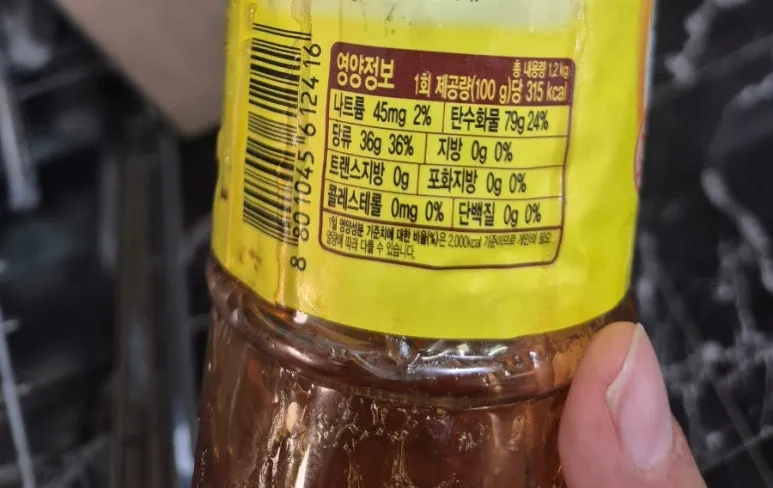 영양정보
총 내용량 1.2 kg
1회 제공량(100 g)당 315 kcal
나트륨 45mg 2% 탄수화물 79g 24%
당류 36g 36% 지방 0g 0%
트랜스지방 0g 포화지방 0g 0%
콜레스테롤 0mg 0% 단백질 0g 0%
1일 영양성분 기준치에 대한 비율(%)은 2,000kcal 기준이므로 개인의 필요
열량에 따라 다를 수 있습니다.
8 801045 612416